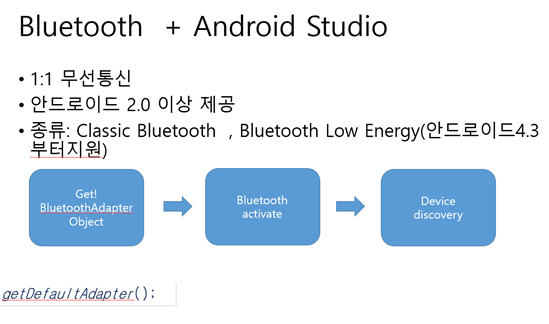 Bluetooth + Android Studio
• 1:1 무선통신
• 안드로이드 2.0 이상 제공
• 종류: Classic Bluetooth , Bluetooth Low Energy(안드로이드4.3
부터지원)
Get!
BluetoothAdapter
Object
Bluetooth
activate
Device
discovery
getDefaultAdapter();